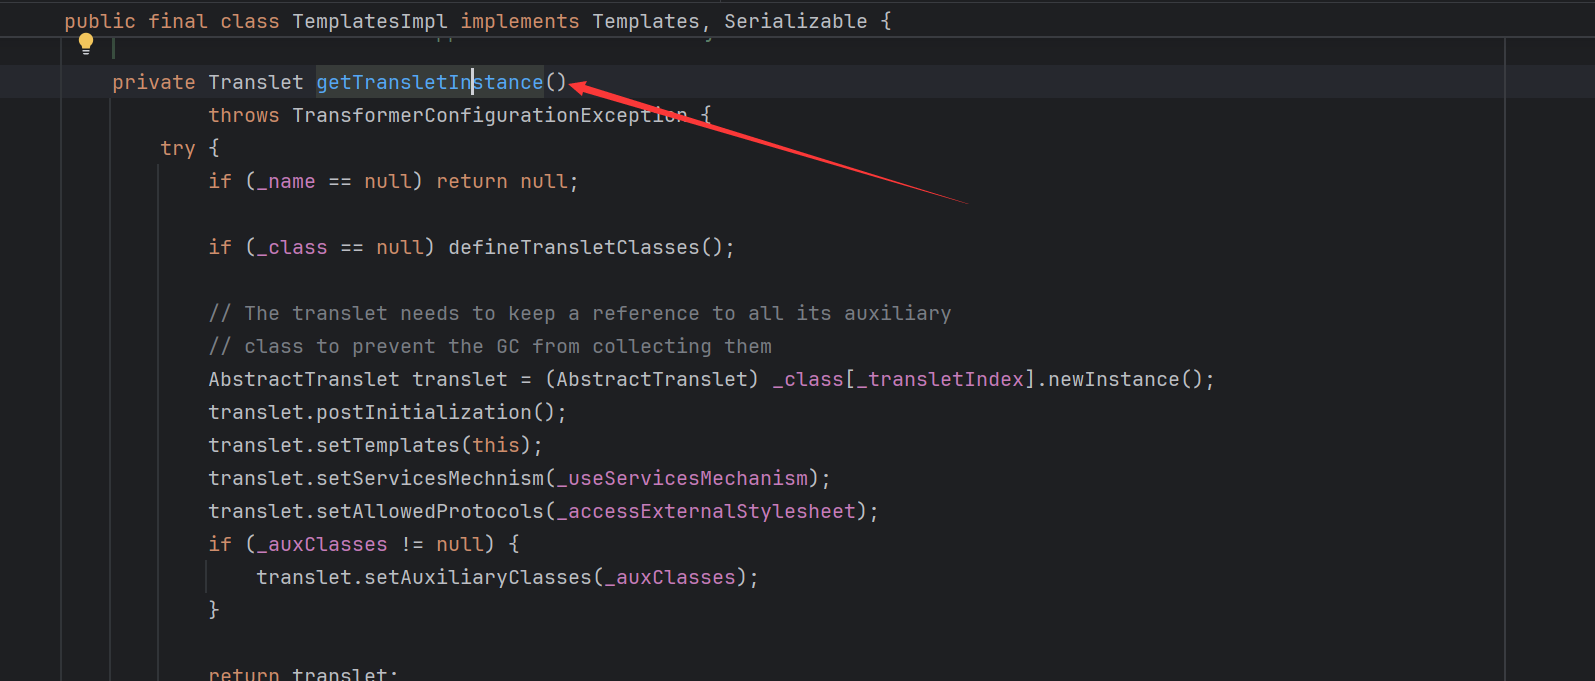 public final class TemplatesImpl implements Templates, Serializable {
private Translet getTransletInstance()
throws TransformerConfigurationException {
try {
if (_name == null) return null;
if (_class == null) defineTransletClasses();
// The translet needs to keep a reference to all its auxiliary
// class to prevent the GC from collecting them
AbstractTranslet translet = (AbstractTranslet) _class[_transletIndex].newInstance();
translet.postInitialization();
translet.setTemplates(this);
translet.setServicesMechnism(_useServicesMechanism);
translet.setAllowedProtocols(_accessExternalStylesheet);
if (_auxClasses != null) {
translet.setAuxiliaryClasses(_auxClasses);
}
return translet;